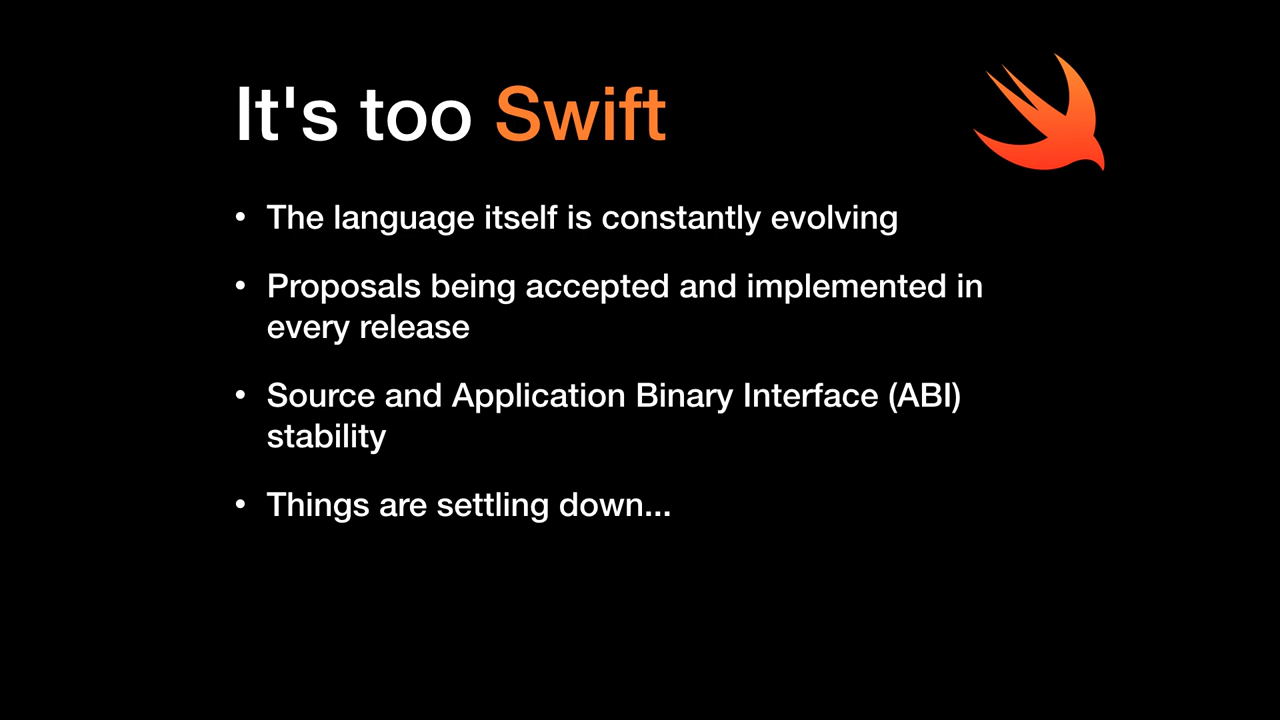 It's too Swift
• The language itself is constantly evolving
• Proposals being accepted and implemented in
every release
• Source and Application Binary Interface (ABI)
stability
• Things are settling down...